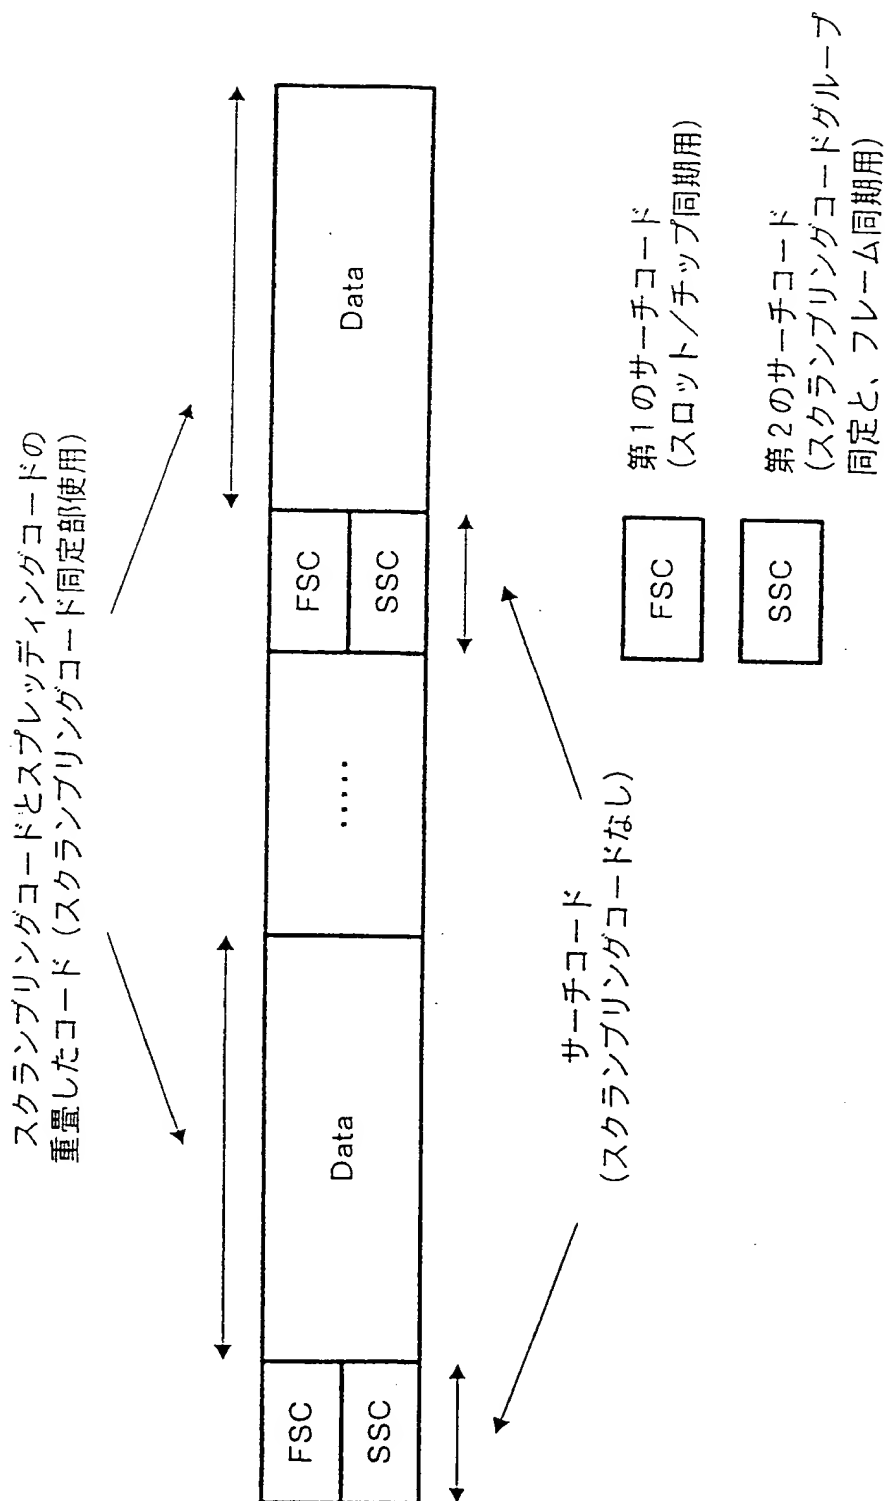 スクランブリングコードとスプレッディングコードの
重畳したコード (スクランブリングコード同定部使用)
FSC
SSC
Data
……
FSC
SSC
Data
サーチコード
(スクランブリングコードなし)
FSC
第1のサーチコード
(スロット／チップ同期用)
SSC
第2のサーチコード
(スクランブリングコードグループ
同定と、フレーム同期用)